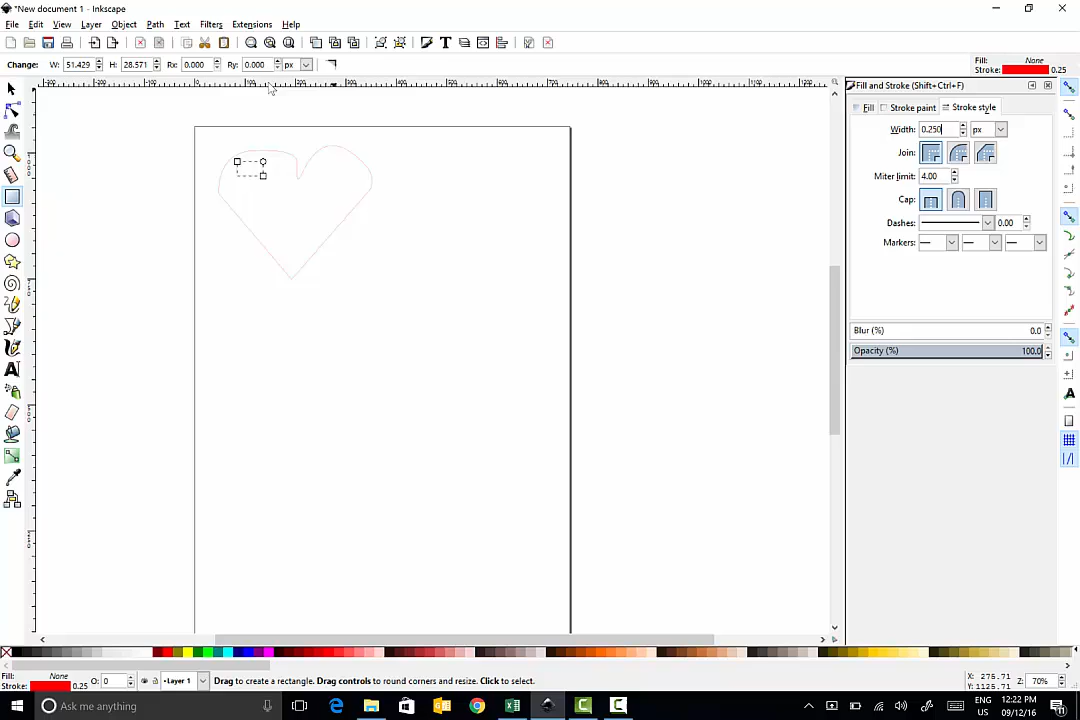 *New document 1 - Inkscape
File Edit View Layer Object Path Text Filters Extensions Help
Change: W: 51.429 H: 28.571 Rx: 0.000 Ry: 0.000 px
Fill: None
Stroke: 0.25
Fill and Stroke (Shift+Ctrl+F)
Fill Stroke paint Stroke style
Width: 0.250 px
Join:
Miter limit: 4.00
Cap:
Dashes: 0.00
Markers:
Blur (%) 0.0
Opacity (%) 100.0
Fill: None
Stroke: 0.25 O: 0 Layer 1 Drag to create a rectangle. Drag controls to round corners and resize. Click to select.
X: 275.71
Y: 1125.71
Z: 70%
Ask me anything
ENG
US
12:22 PM
09/12/16